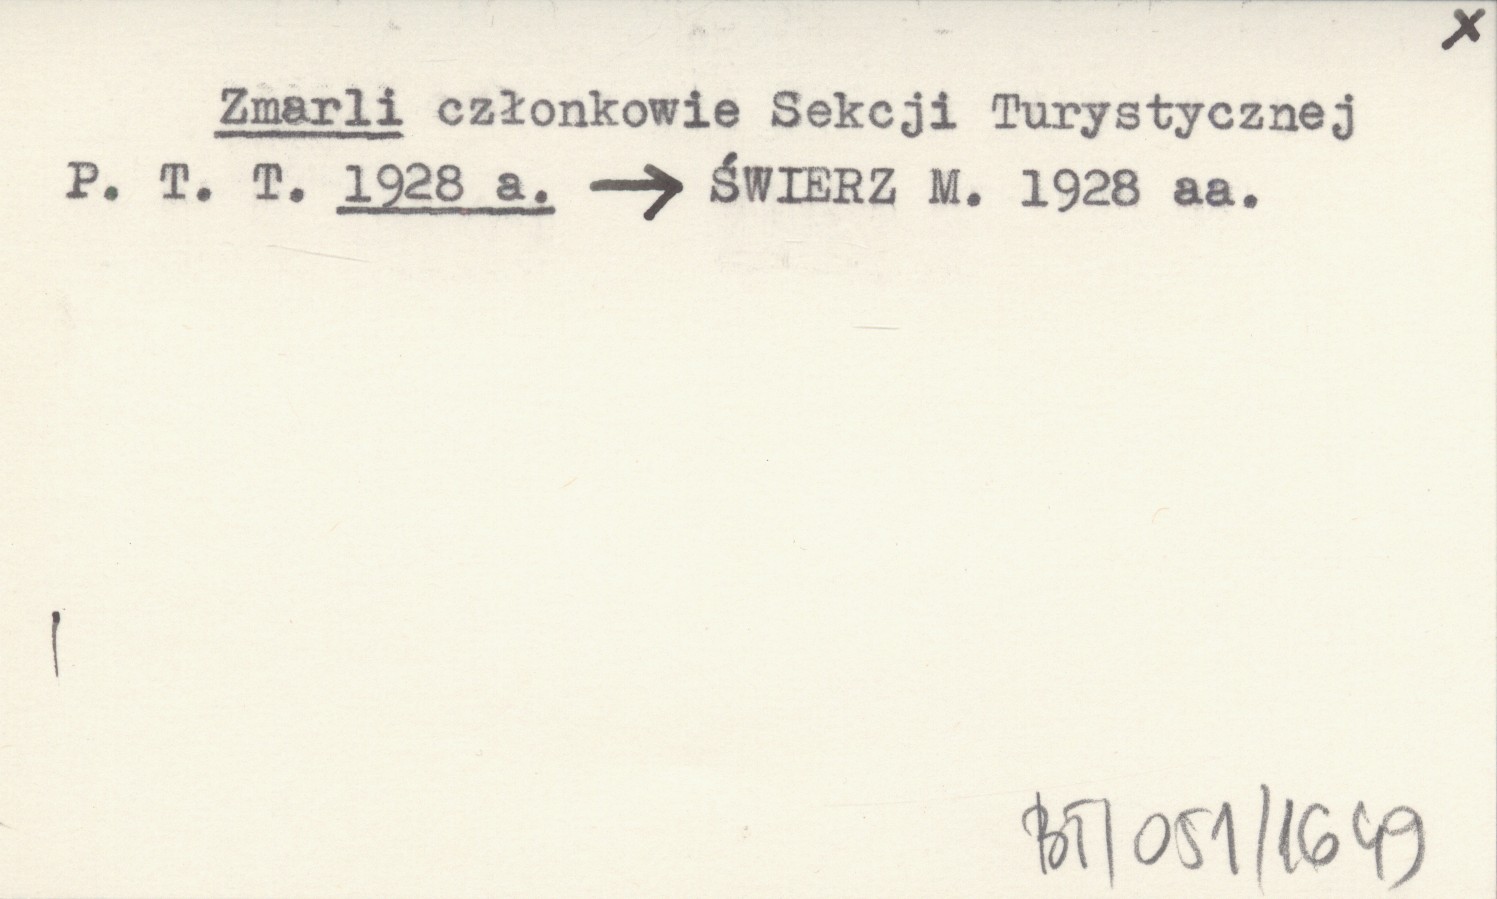 x
Zmarli członkowie Sekcji Turystycznej
P. T. T. 1928 a. → ŚWIERZ M. 1928 aa.
BT/051/1649